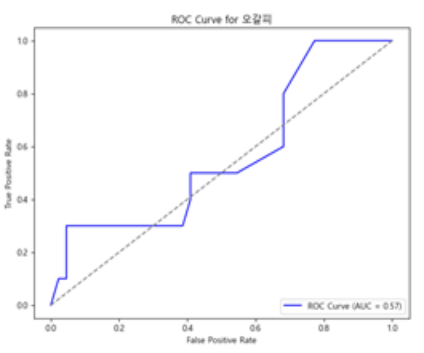 ROC Curve for 오갈피
1.0
0.8
0.6
0.4
0.2
0.0
True Positive Rate
0.0 0.2 0.4 0.6 0.8 1.0
False Positive Rate
ROC Curve (AUC = 0.57)